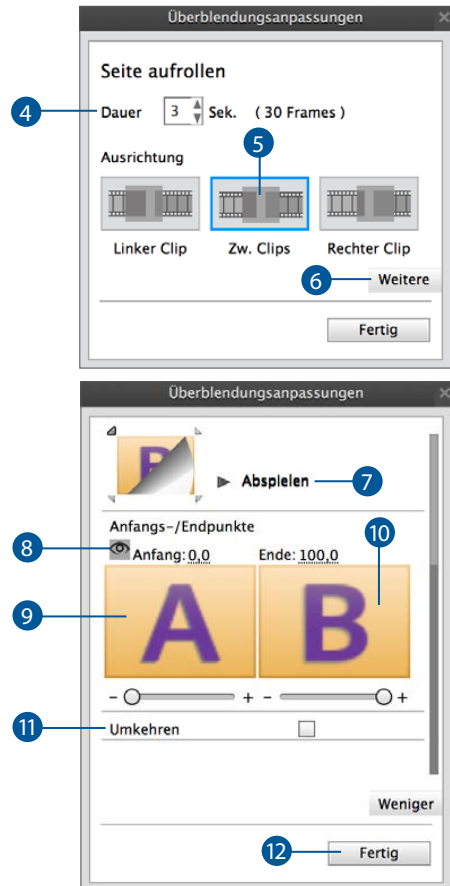 Überblendungsanpassungen ×
Seite aufrollen
4 Dauer 3 Sek. ( 30 Frames )
5
Ausrichtung
Linker Clip Zw. Clips Rechter Clip
6 Weitere
Fertig
Überblendungsanpassungen ×
B
Abspielen 7
Anfangs-/Endpunkte
8 Anfang: 0,0 Ende: 100,0 10
9 A B
- + - +
11 Umkehren
Weniger
12 Fertig